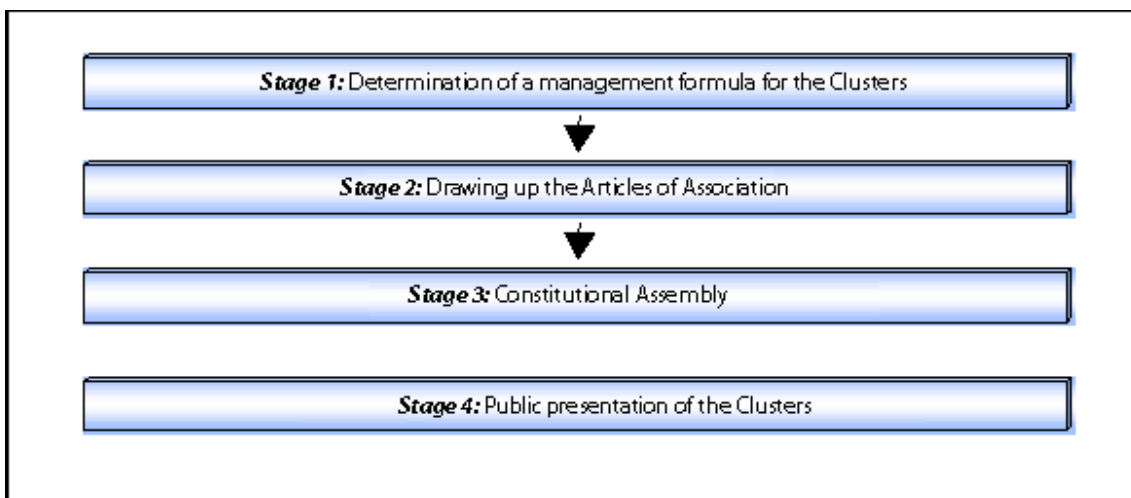 Stage 1: Determination of a management formula for the Clusters
Stage 2: Drawing up the Articles of Association
Stage 3: Constitutional Assembly
Stage 4: Public presentation of the Clusters